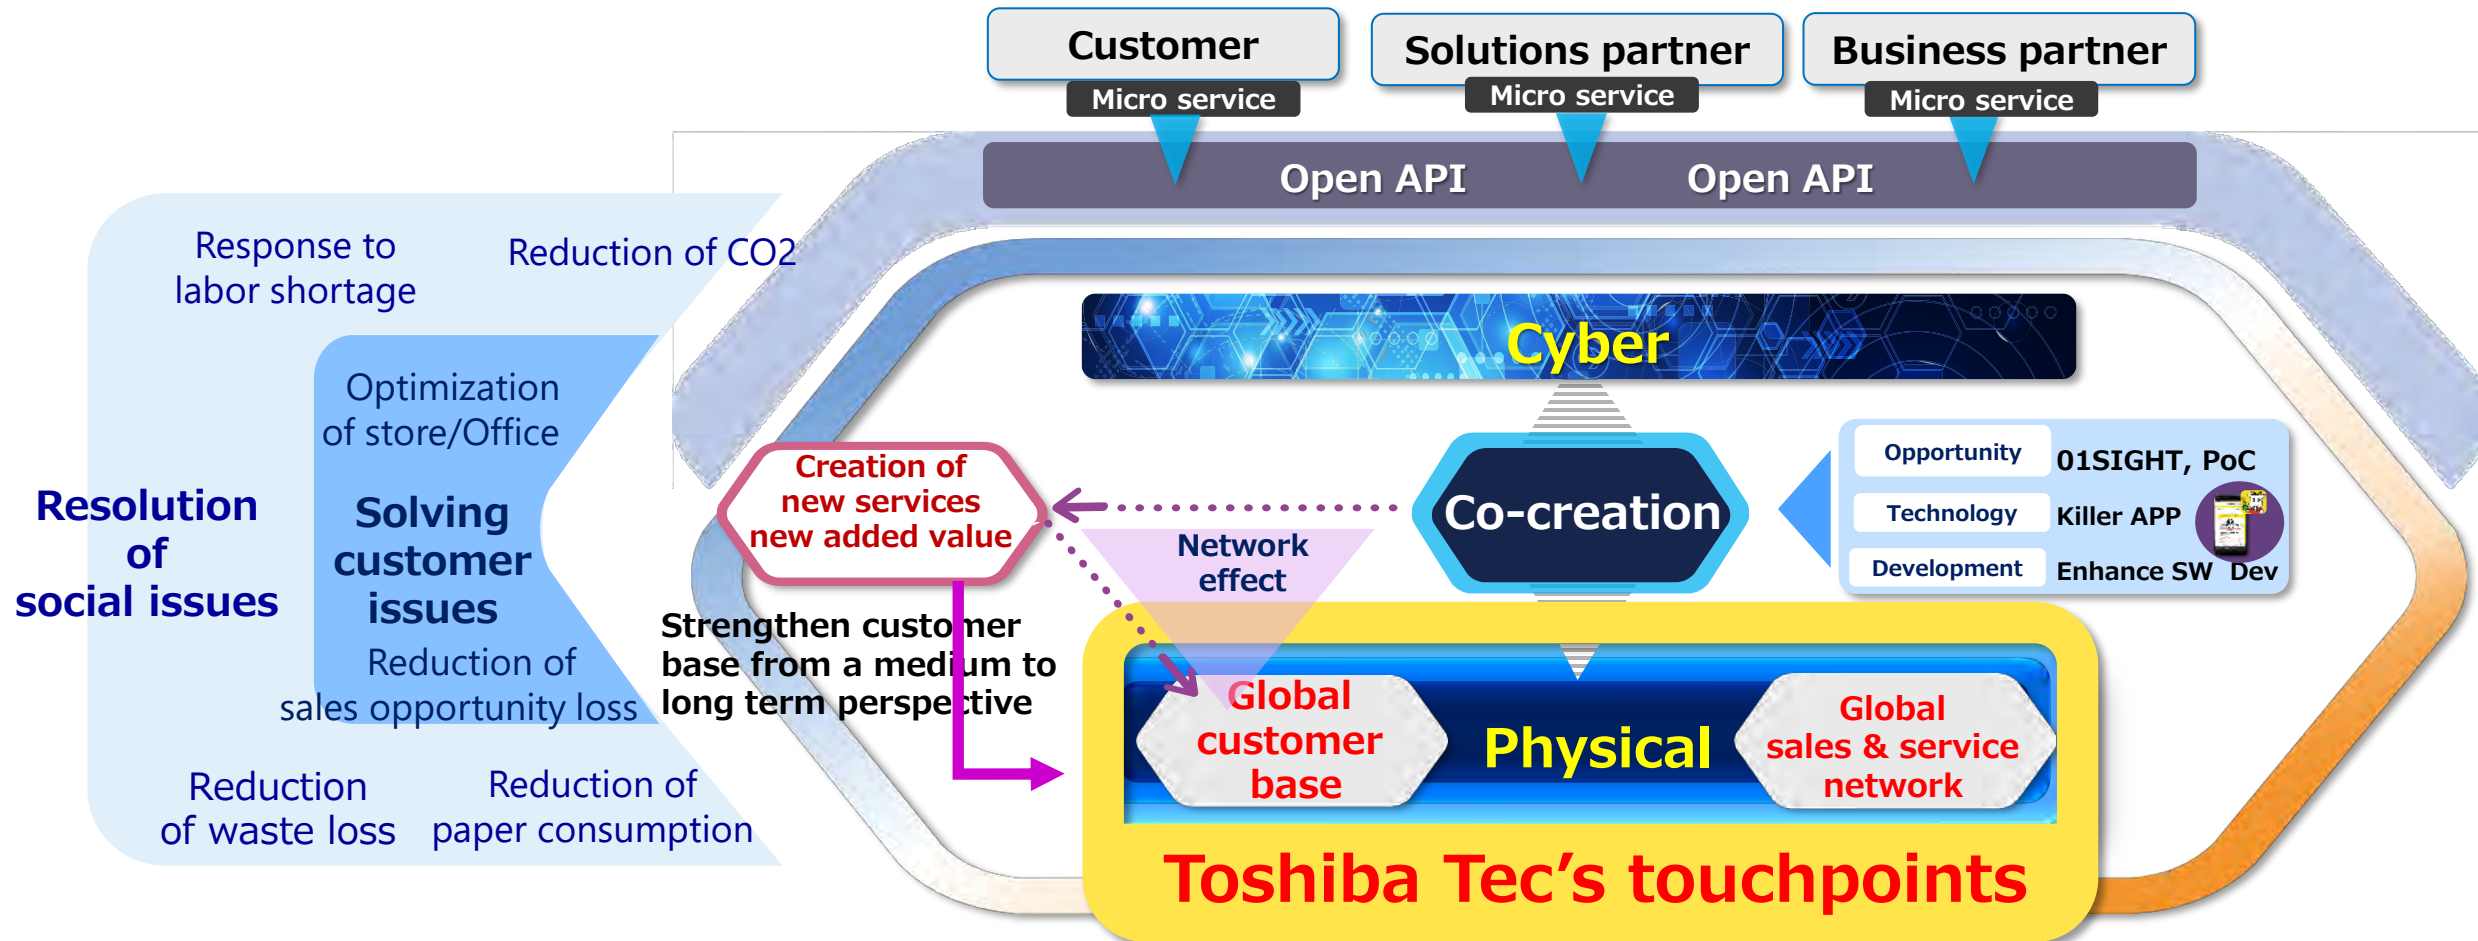 Customer
Micro service
Solutions partner
Micro service
Business partner
Micro service
Open API
Open API
Response to
labor shortage
Reduction of CO2
Optimization
of store/Office
Resolution
of
social issues
Solving
customer
issues
Reduction of
sales opportunity loss
Reduction
of waste loss
Reduction of
paper consumption
Cyber
Creation of
new services
new added value
Network
effect
Co-creation
Opportunity
01SIGHT, PoC
Technology
Killer APP
Development
Enhance SW Dev
Strengthen customer
base from a medium to
long term perspective
Global
customer
base
Physical
Global
sales & service
network
Toshiba Tec’s touchpoints